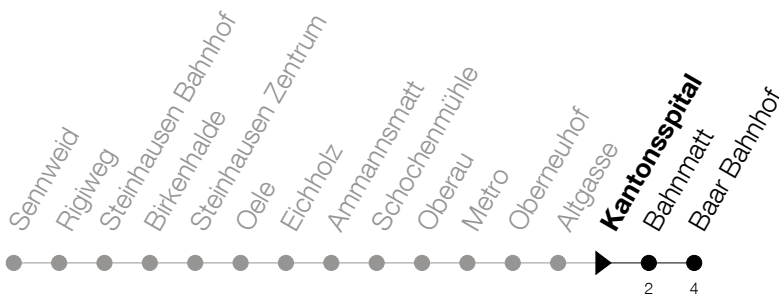 Sennweid
Rigiweg
Steinhausen Bahnhof
Birkenhalde
Steinhausen Zentrum
Oele
Eichholz
Ammannsmatt
Schochenmühle
Oberau
Metro
Oberneuhof
Altgasse
Kantonsspital
Bahnmatt
Baar Bahnhof
2
4